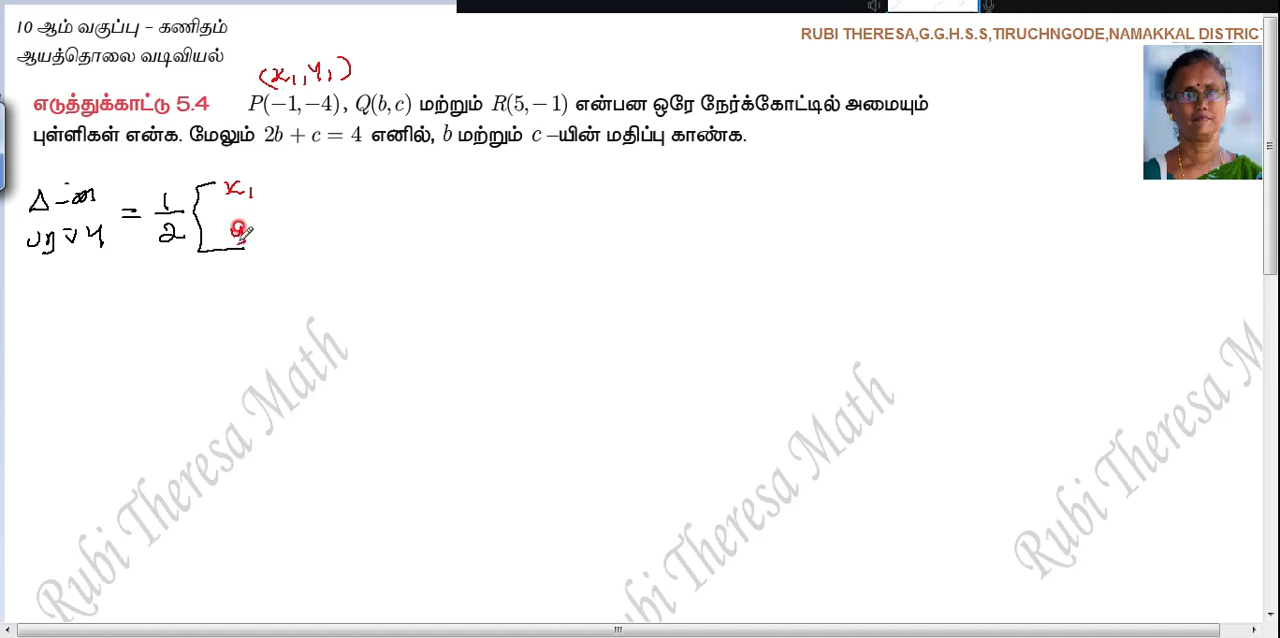 10 ஆம் வகுப்பு – கணிதம்
ஆயத்தொலை வடிவியல்
RUBI THERESA,G.G.H.S.S,TIRUCHNGODE,NAMAKKAL DISTRIC
(x₁, y₁)
எடுத்துக்காட்டு 5.4 P(−1,−4), Q(b,c) மற்றும் R(5,−1) என்பன ஒரே நேர்க்கோட்டில் அமையும்
புள்ளிகள் என்க. மேலும் 2b + c = 4 எனில், b மற்றும் c –யின் மதிப்பு காண்க.
Δ-ன்
பரப்பு = 1/2 [ x₁
Rubi Theresa Math
Rubi Theresa Math
Rubi Theresa M